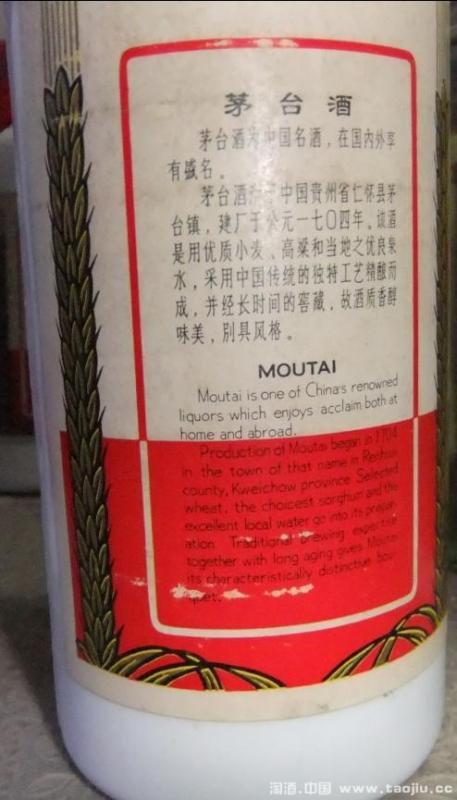 茅台酒
茅台酒为中国名酒，在国内外享
有盛名。
茅台酒产于中国贵州省仁怀县茅
台镇，建厂于公元一七〇四年。该酒
是用优质小麦、高粱和当地之优良泉
水，采用中国传统的独特工艺精酿而
成，并经长时间的窖藏，故酒质香醇
味美，别具风格。
MOUTAI
Moutai is one of China's renowned
liquors which enjoys acclaim both at
home and abroad.
Production of Moutai began in 1704
in the town of that name in Renhuai
county, Kweichow province. Selected
wheat, the choicest sorghun and the
excellent local water go into its prepar-
ation. Traditional brewing expertise
together with long aging gives Moutai
its characteristically distinctive bou-
quet.
淘酒.中国 www.taojiu.cc